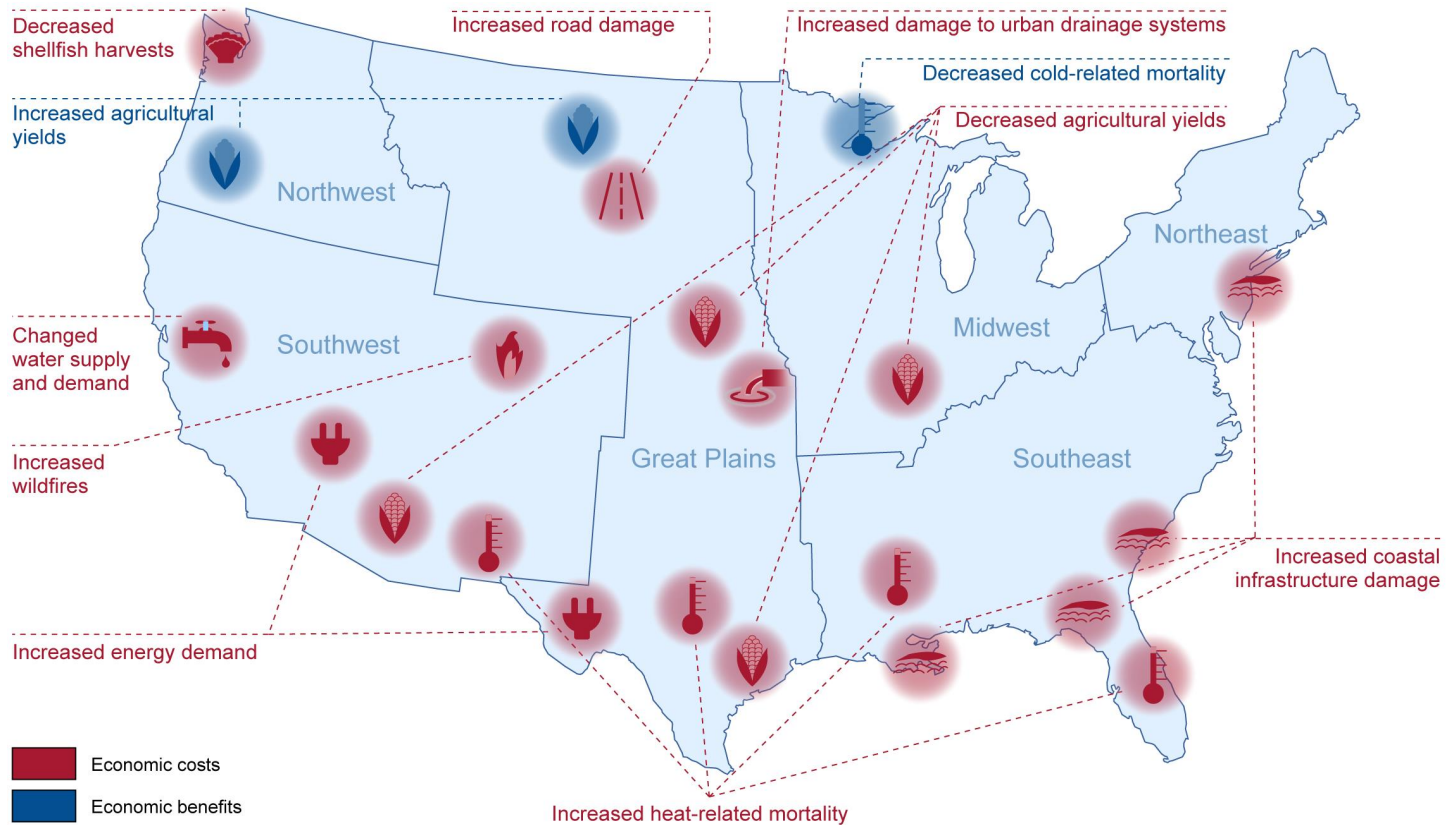 Decreased
shellfish harvests
Increased road damage
Increased damage to urban drainage systems
Decreased cold-related mortality
Increased agricultural
yields
Decreased agricultural yields
Northwest
Northeast
Changed
water supply
and demand
Southwest
Midwest
Increased
wildfires
Great Plains
Southeast
Increased coastal
infrastructure damage
Increased energy demand
Economic costs
Economic benefits
Increased heat-related mortality